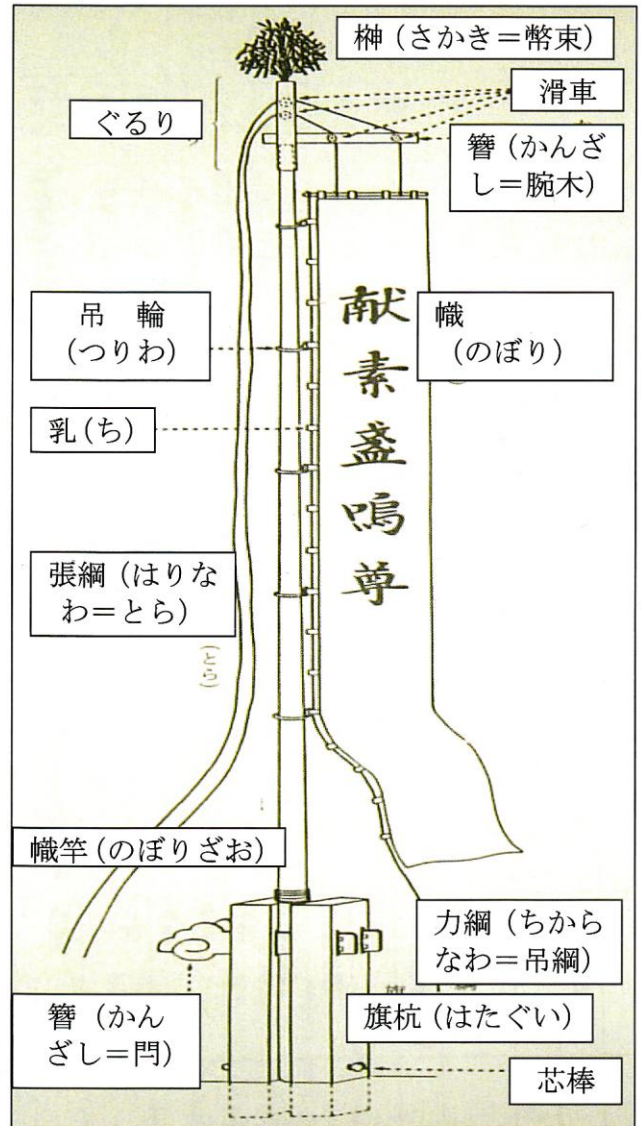 榊（さかき＝幣束）
滑車
ぐるり
簪（かんざ
し＝腕木）
献素盞嗚尊
幟
（のぼり）
吊　輪
（つりわ）
乳（ち）
張綱（はりな
わ＝とら）
（とら）
幟竿（のぼりざお）
力綱（ちから
なわ＝吊綱）
簪（かん
ざし＝閂）
旗杭（はたぐい）
芯棒